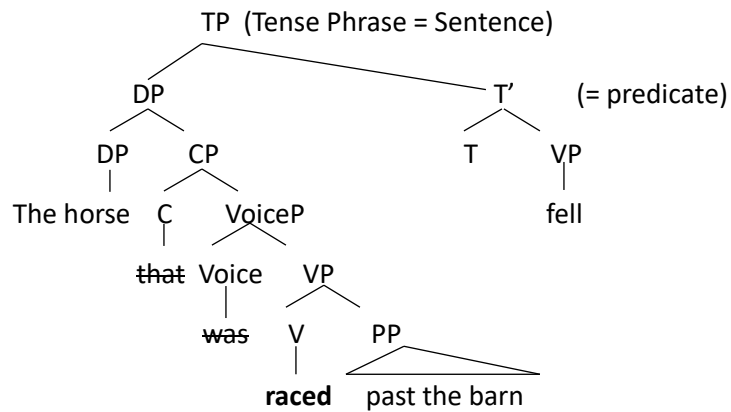 TP (Tense Phrase = Sentence)
DP T’ (= predicate)
DP CP T VP
The horse C VoiceP fell
that Voice VP
was V PP
raced past the barn